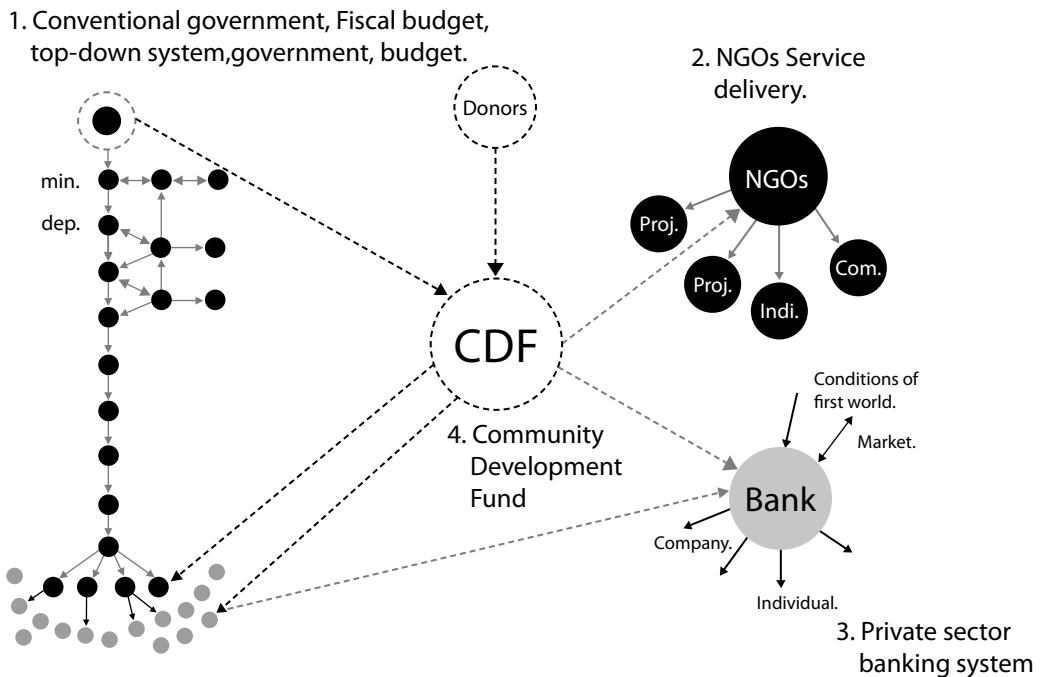 1. Conventional government, Fiscal budget,
top-down system,government, budget.
2. NGOs Service
delivery.
Donors
min.
dep.
NGOs
Proj.
Proj.
Indi.
Com.
CDF
4. Community
Development
Fund
Conditions of
first world.
Market.
Bank
Company.
Individual.
3. Private sector
banking system